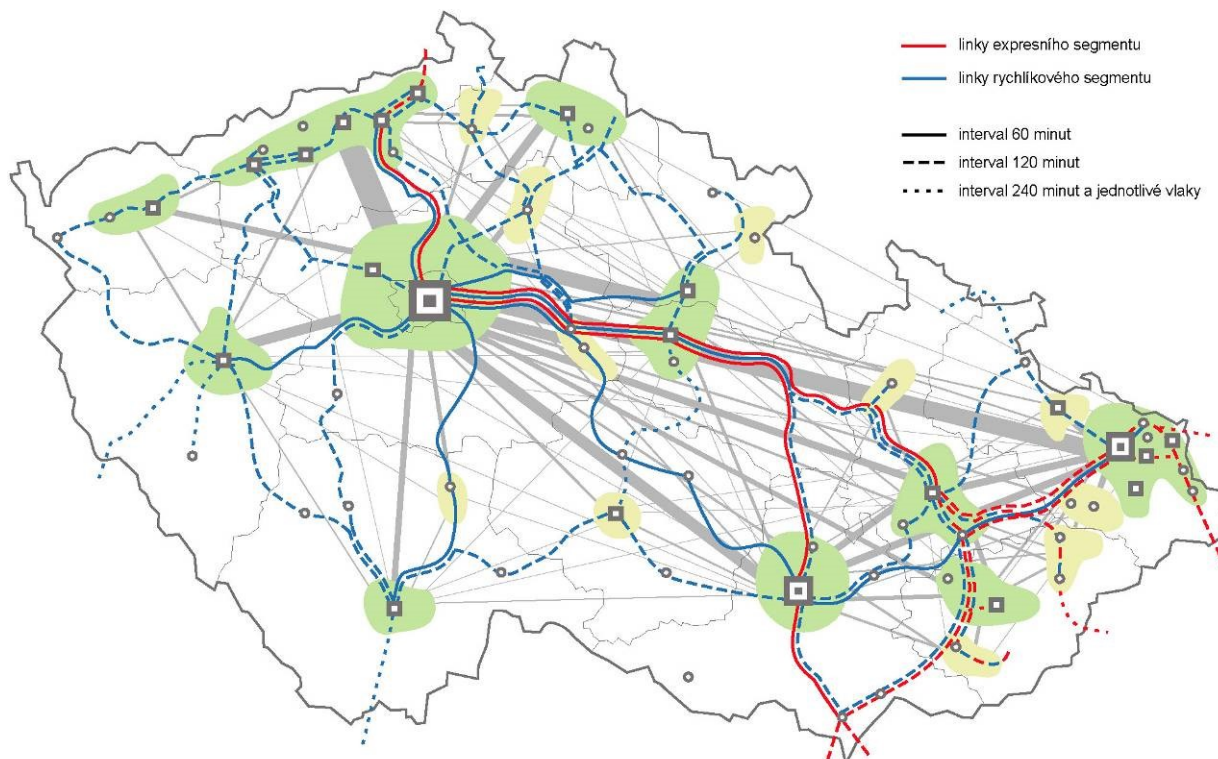 linky expresního segmentu
linky rychlíkového segmentu
interval 60 minut
interval 120 minut
interval 240 minut a jednotlivé vlaky